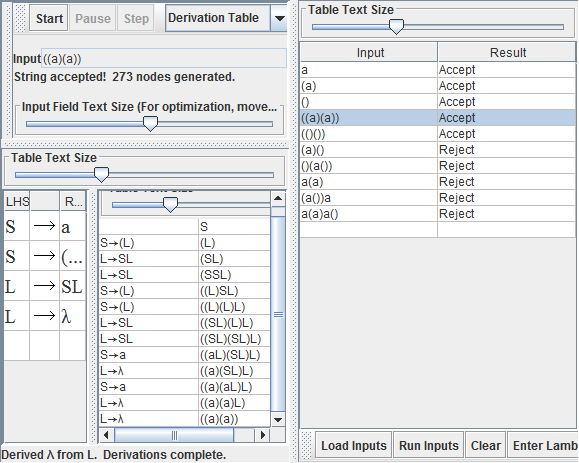 Start Pause Step Derivation Table
Input ((a)(a))
String accepted! 273 nodes generated.
Input Field Text Size (For optimization, move...
Table Text Size
LHS R...
S → a
S → (...
L → SL
L → λ
Table Text Size
S
S→(L) (L)
L→SL (SL)
L→SL (SSL)
S→(L) ((L)SL)
S→(L) ((L)(L)L)
L→SL ((SL)(L)L)
L→SL ((SL)(SL)L)
S→a ((aL)(SL)L)
L→λ ((a)(SL)L)
S→a ((a)(aL)L)
L→λ ((a)(a)L)
L→λ ((a)(a))
Derived λ from L. Derivations complete.
Table Text Size
Input Result
a Accept
(a) Accept
() Accept
((a)(a)) Accept
(()()) Accept
(a)() Reject
()(a()) Reject
a(a) Reject
(a())a Reject
a(a)a() Reject
Load Inputs Run Inputs Clear Enter Lamb